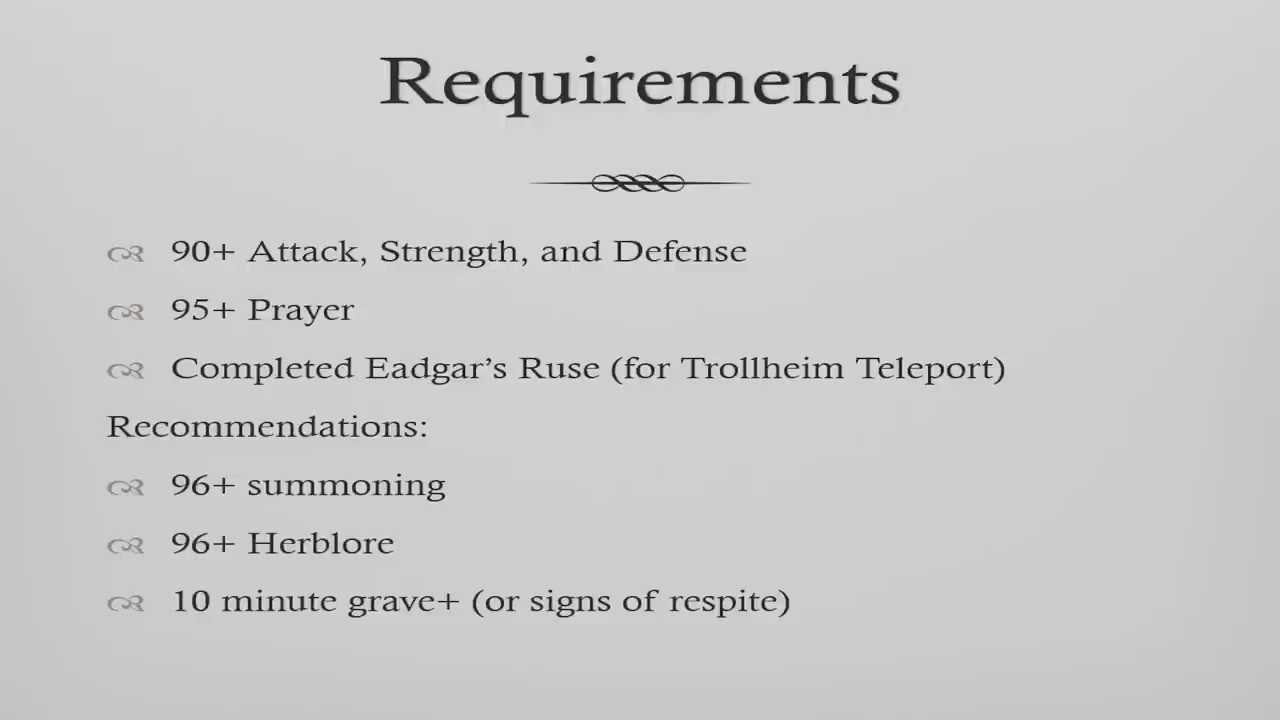 Requirements
90+ Attack, Strength, and Defense
95+ Prayer
Completed Eadgar’s Ruse (for Trollheim Teleport)
Recommendations:
96+ summoning
96+ Herblore
10 minute grave+ (or signs of respite)